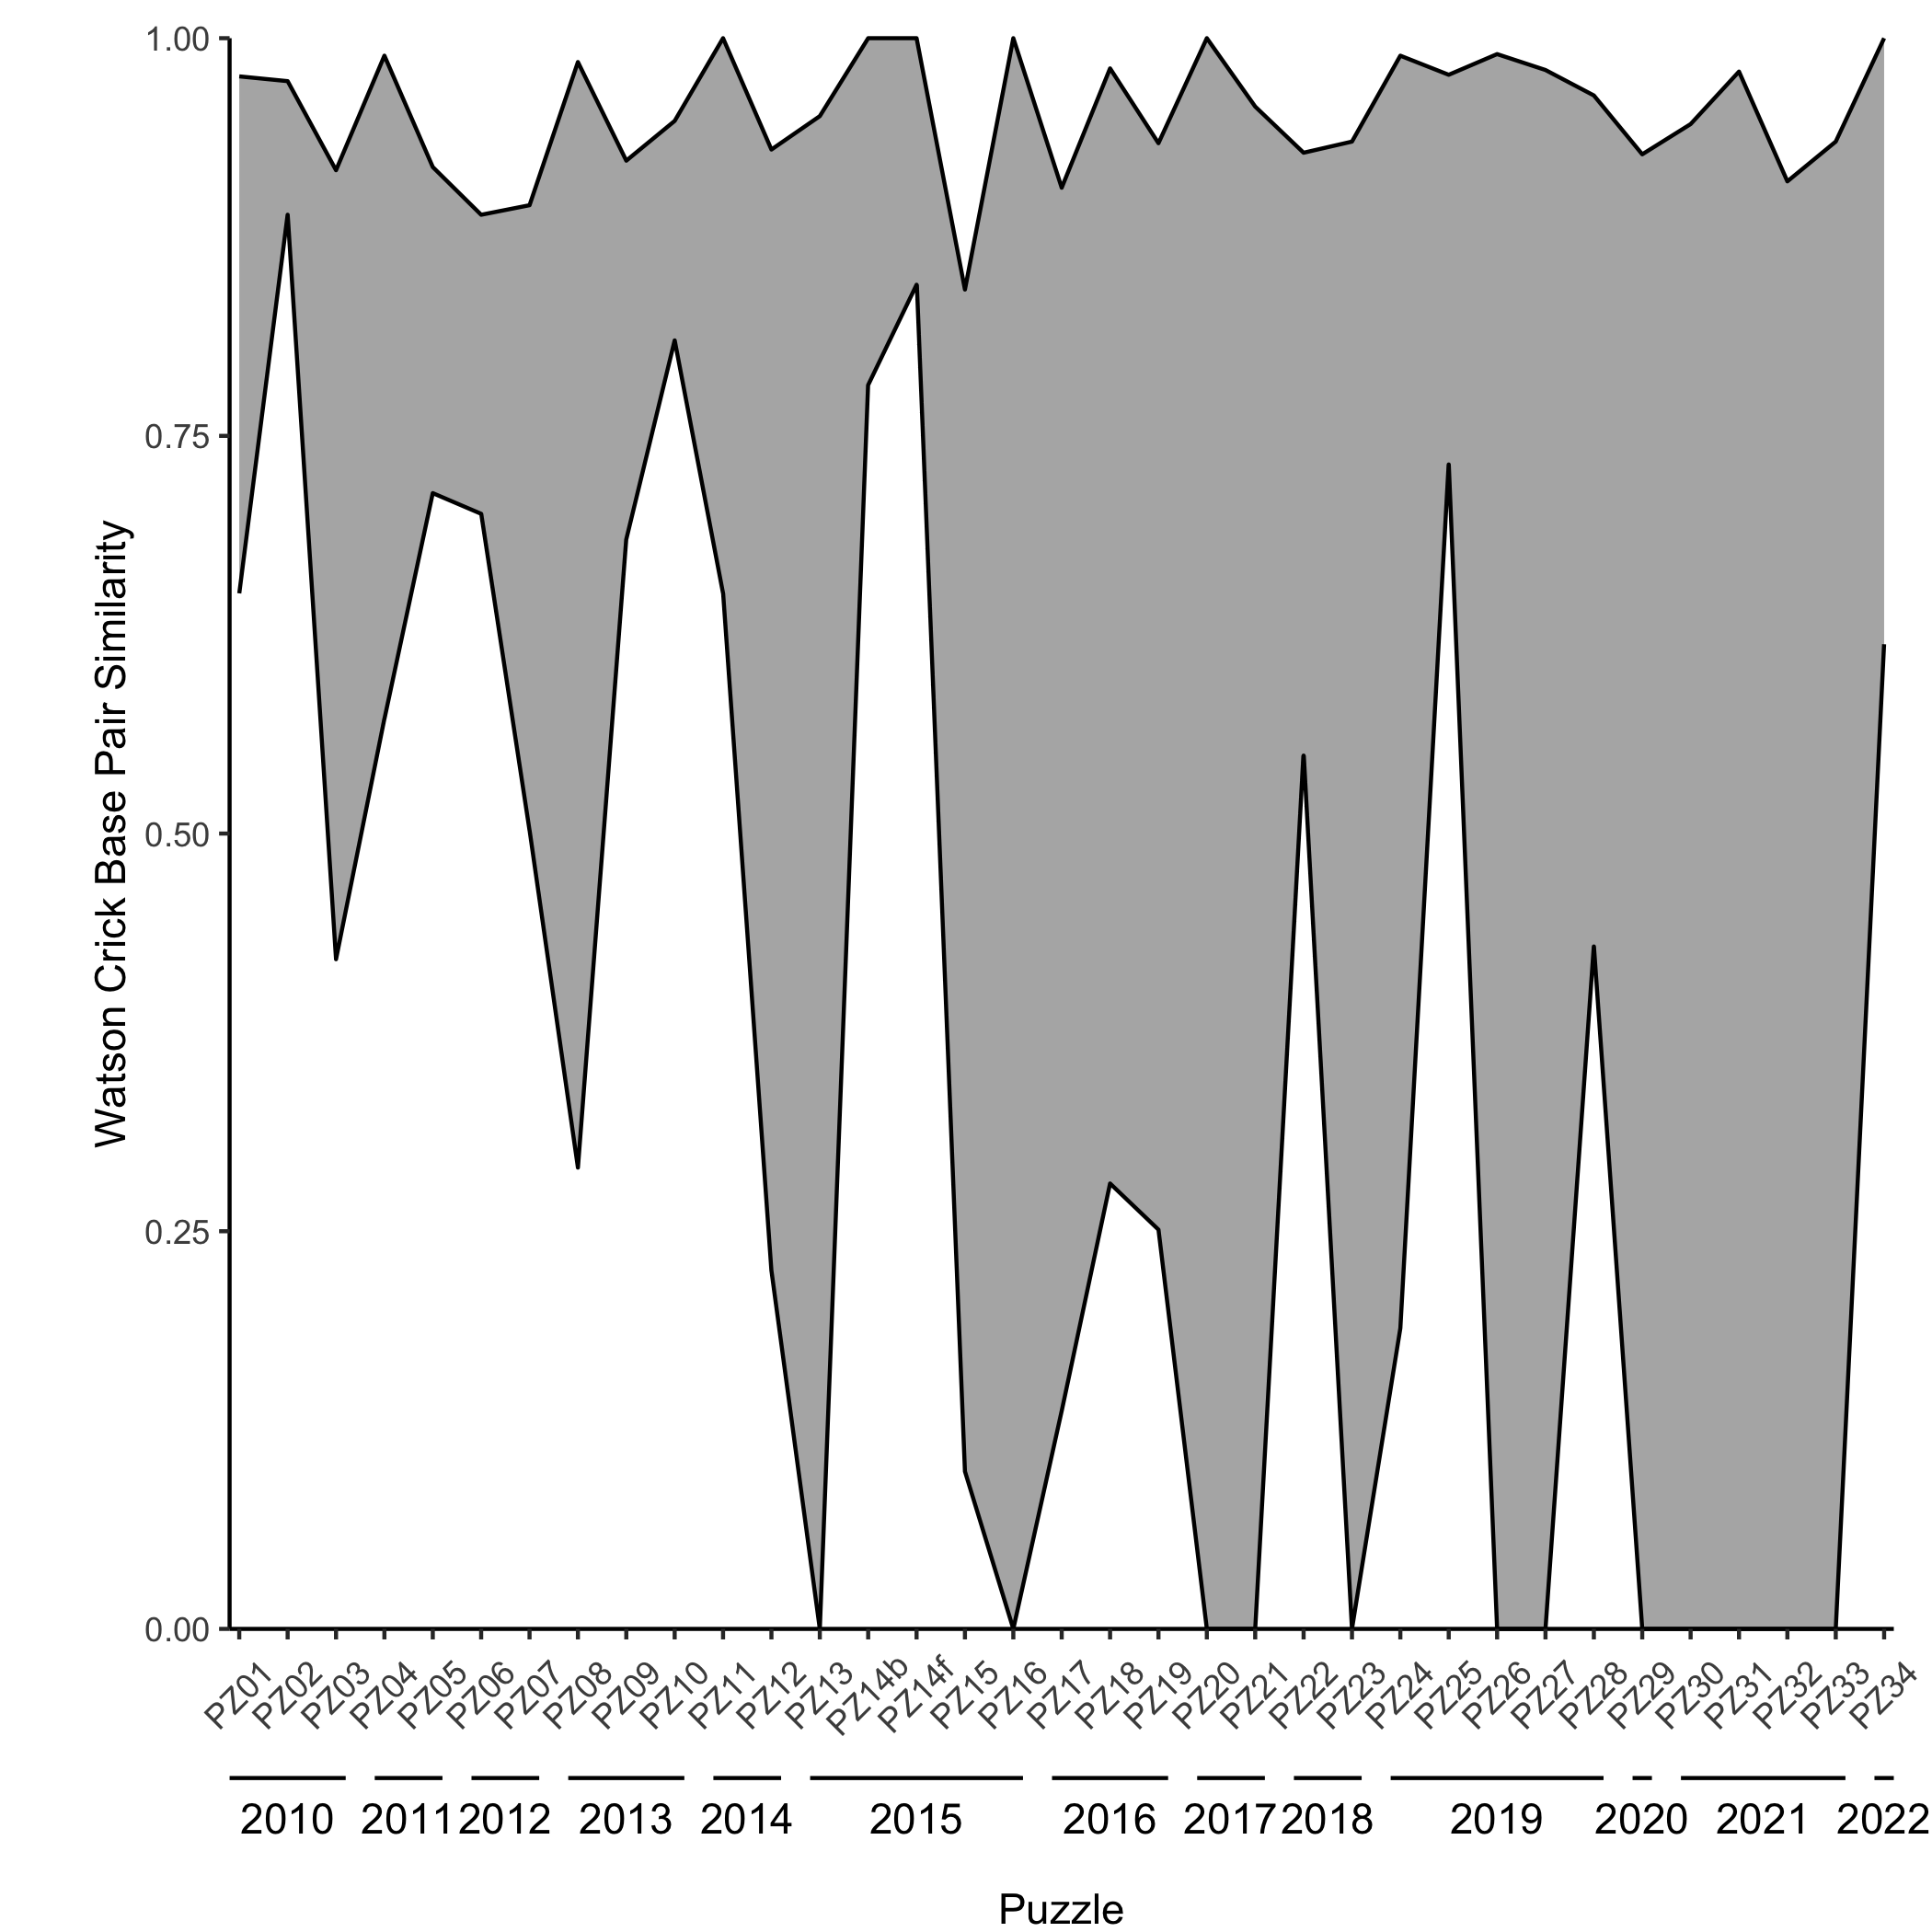 1.00
0.75
0.50
0.25
0.00
Watson Crick Base Pair Similarity
PZ01 PZ02 PZ03 PZ04 PZ05 PZ06 PZ07 PZ08 PZ09 PZ10 PZ11 PZ12 PZ13 PZ14b PZ14f PZ15 PZ16 PZ17 PZ18 PZ19 PZ20 PZ21 PZ22 PZ23 PZ24 PZ25 PZ26 PZ27 PZ28 PZ29 PZ30 PZ31 PZ32 PZ33 PZ34
2010 2011 2012 2013 2014 2015 2016 2017 2018 2019 2020 2021 2022
Puzzle